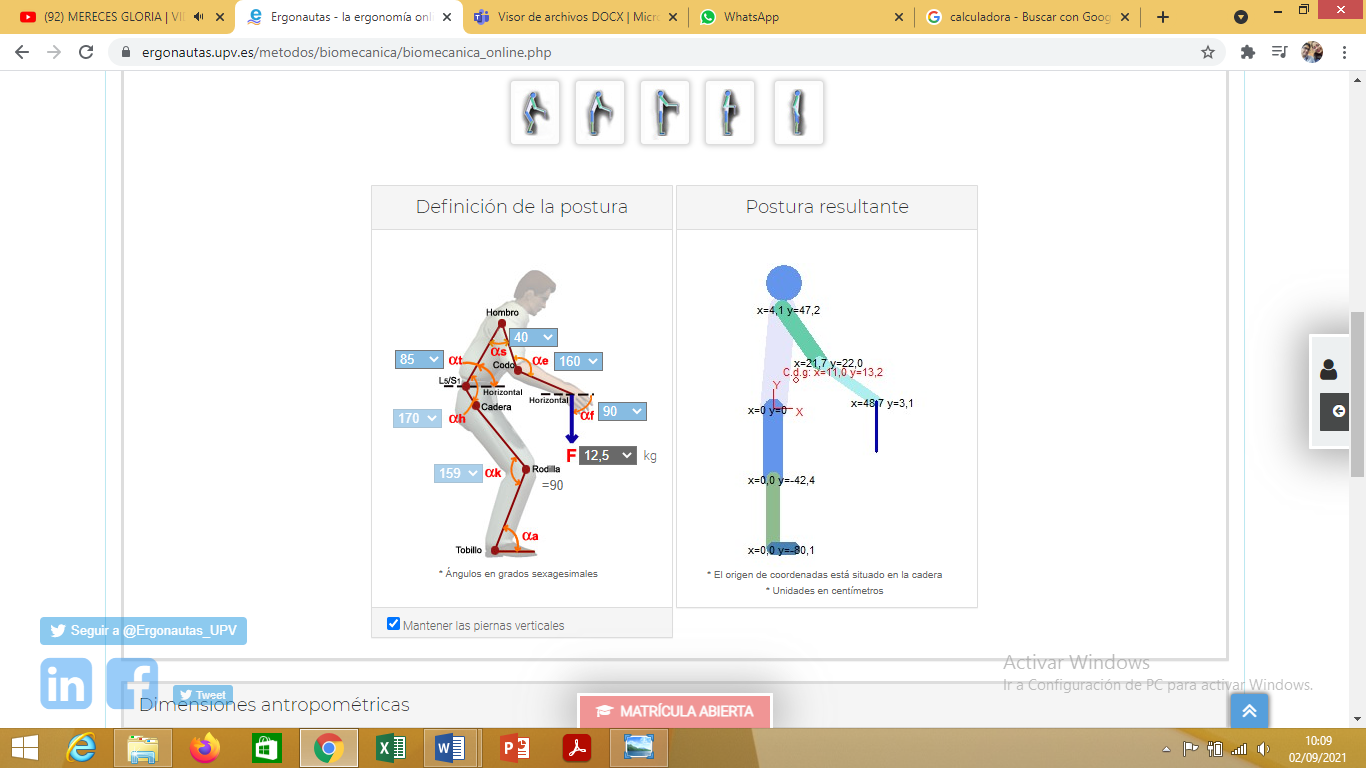 (92) MERECES GLORIA | VI
Ergonautas - la ergonomía onl
Visor de archivos DOCX | Micro
WhatsApp
calculadora - Buscar con Goog
ergonautas.upv.es/metodos/biomecanica/biomecanica_online.php
Definición de la postura
Postura resultante
Hombro
40
85
αt
αs
Codo
αe
160
L5/S1
Horizontal
Horizontal
Cadera
αf
90
170
αh
F
12,5
kg
159
αk
Rodilla
=90
αa
Tobillo
* Ángulos en grados sexagesimales
Mantener las piernas verticales
x=4,1 y=47,2
x=21,7 y=22,0
C.d.g: x=11,0 y=13,2
Y
x=48,7 y=3,1
x=0 y=0
X
x=0,0 y=-42,4
x=0,0 y=-80,1
* El origen de coordenadas está situado en la cadera
* Unidades en centímetros
Seguir a @Ergonautas_UPV
in
f
Tweet
Dimensiones antropométricas
MATRÍCULA ABIERTA
Activar Windows
Ir a Configuración de PC para activar Windows.
10:09
02/09/2021